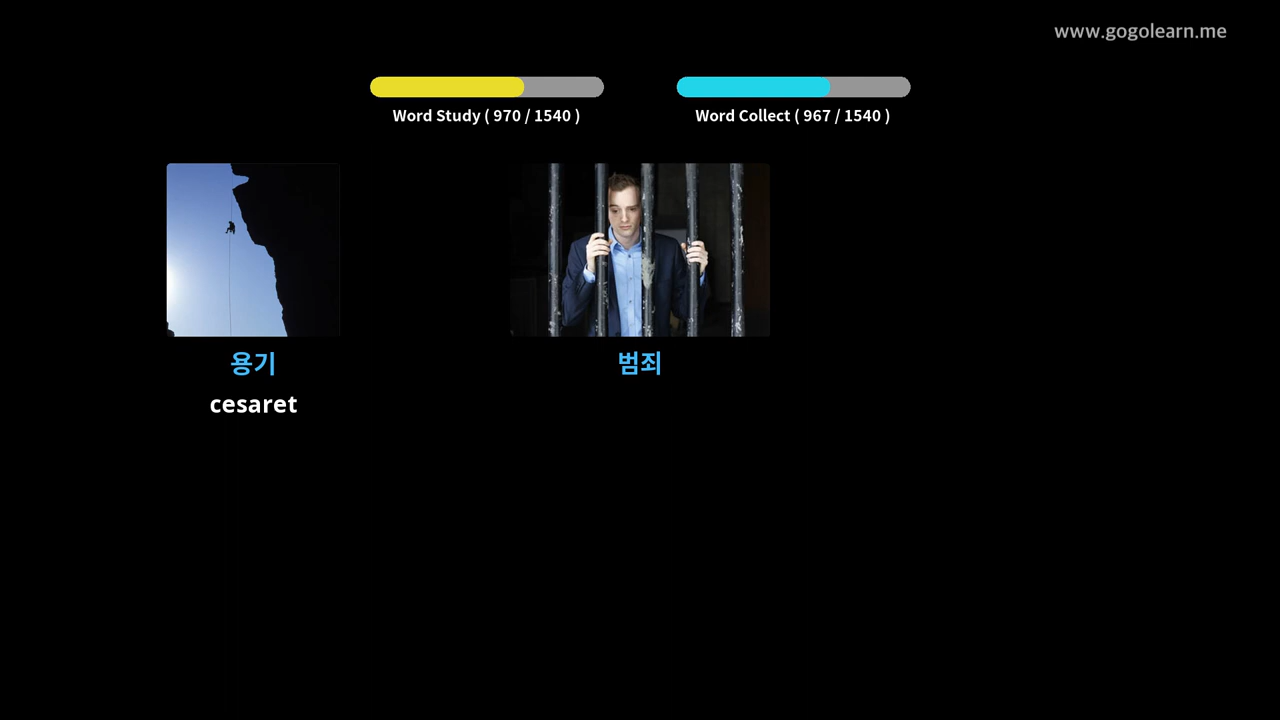 www.gogolearn.me
Word Study ( 970 / 1540 )
Word Collect ( 967 / 1540 )
용기
범죄
cesaret